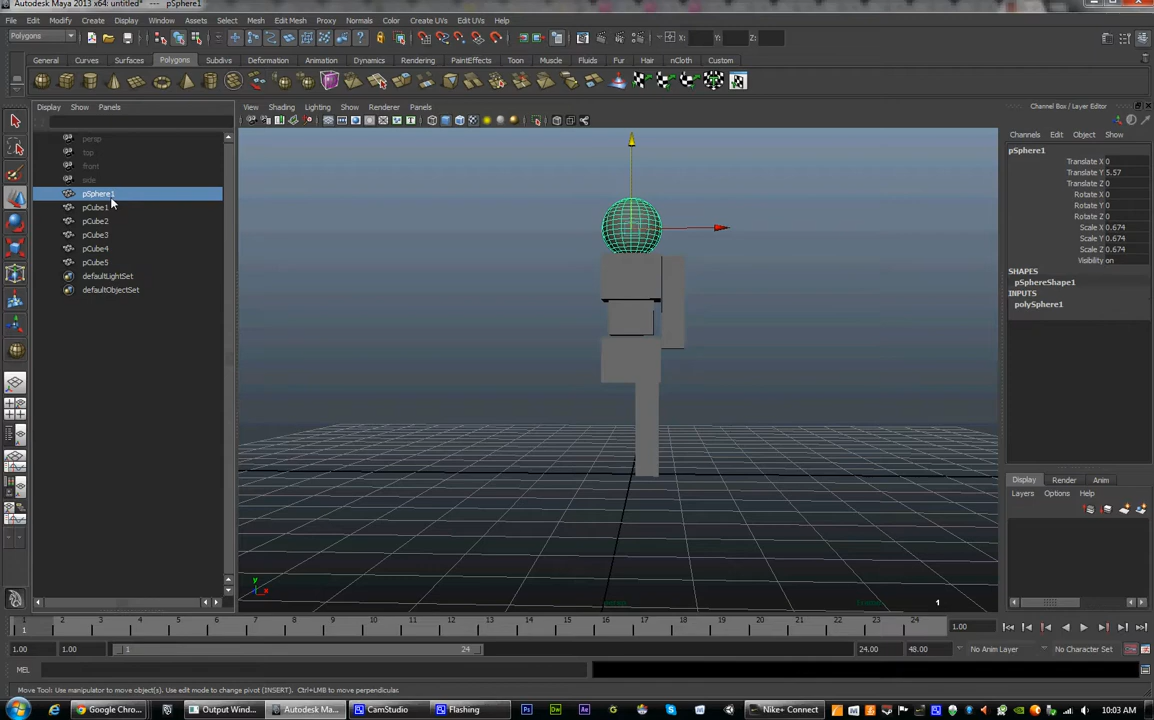 Autodesk Maya 2013 x64: untitled* --- pSphere1
File Edit Modify Create Display Window Assets Select Mesh Edit Mesh Proxy Normals Color Create UVs Edit UVs Help
Polygons X: Y: Z:
General Curves Surfaces Polygons Subdivs Deformation Animation Dynamics Rendering PaintEffects Toon Muscle Fluids Fur Hair nCloth Custom
Display Show Panels View Shading Lighting Show Renderer Panels Channel Box / Layer Editor
Channels Edit Object Show
persp
top
front
side
pSphere1
pCube1
pCube2
pCube3
pCube4
pCube5
defaultLightSet
defaultObjectSet
y
x
pSphere1
Translate X 0
Translate Y 5.57
Translate Z 0
Rotate X 0
Rotate Y 0
Rotate Z 0
Scale X 0.674
Scale Y 0.674
Scale Z 0.674
Visibility on
SHAPES
pSphereShape1
INPUTS
polySphere1
Display Render Anim
Layers Options Help
1
1 2 3 4 5 6 7 8 9 10 11 12 13 14 15 16 17 18 19 20 21 22 23 24
1 1.00
1.00 1.00 1 24 24.00 48.00 No Anim Layer No Character Set
MEL
Move Tool: Use manipulator to move object(s). Use edit mode to change pivot (INSERT). Ctrl+LMB to move perpendicular
Google Chro... Output Wind... Autodesk Ma... CamStudio Flashing Nike+ Connect 10:03 AM